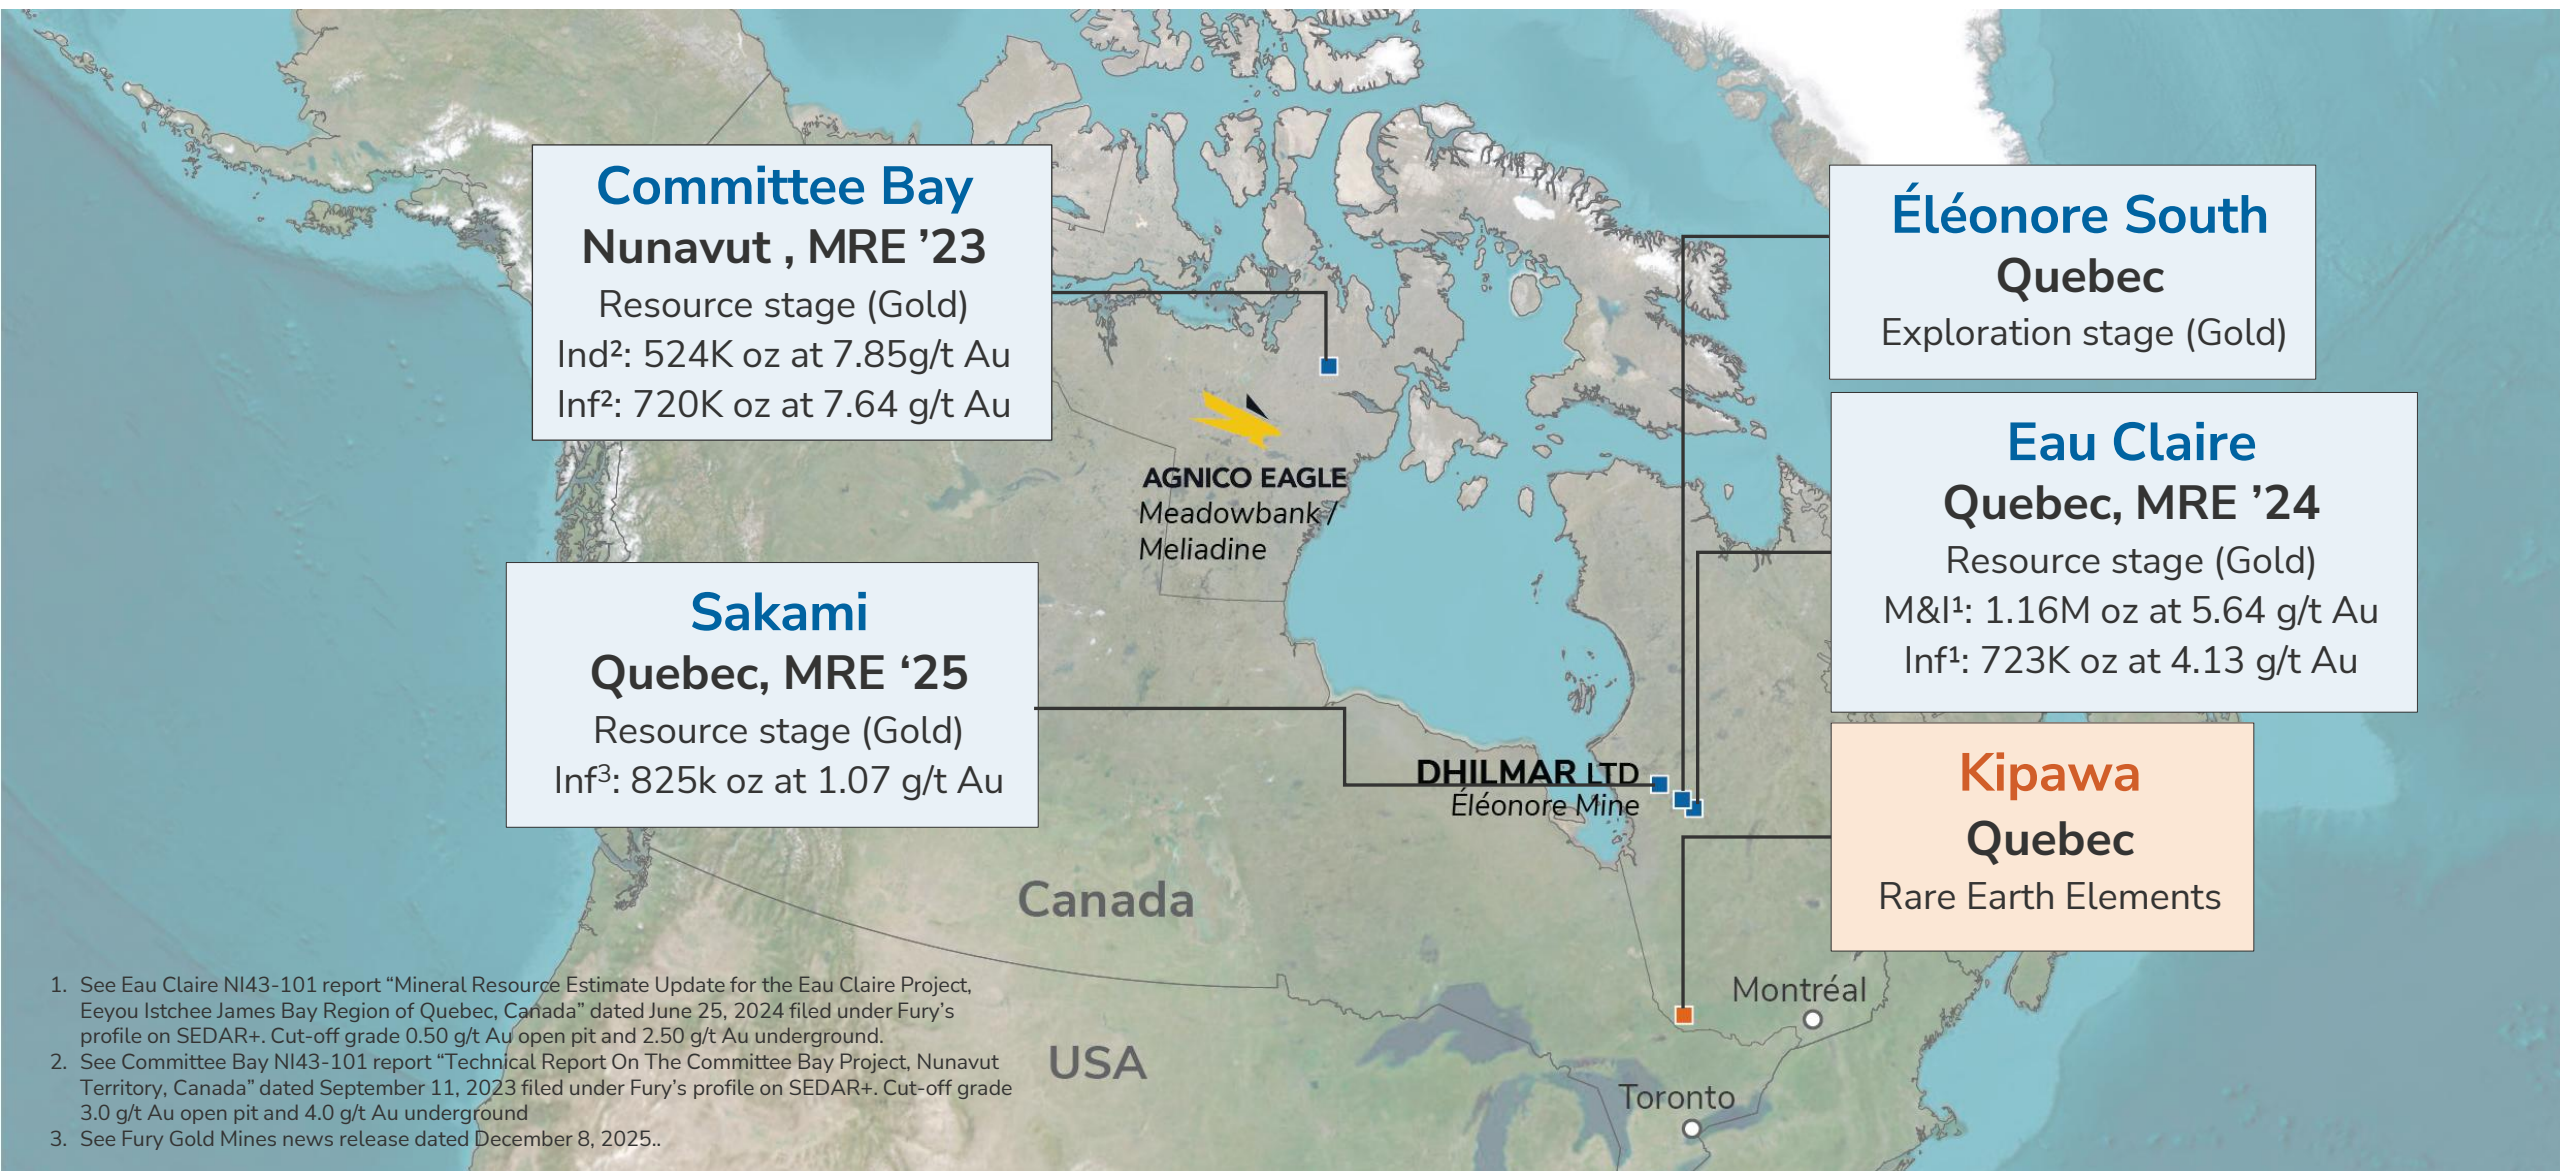 Committee Bay
Nunavut , MRE ’23
Resource stage (Gold)
Ind²: 524K oz at 7.85g/t Au
Inf²: 720K oz at 7.64 g/t Au
Éléonore South
Quebec
Exploration stage (Gold)
Eau Claire
Quebec, MRE ’24
Resource stage (Gold)
M&I¹: 1.16M oz at 5.64 g/t Au
Inf¹: 723K oz at 4.13 g/t Au
AGNICO EAGLE
Meadowbank /
Meliadine
Sakami
Quebec, MRE ‘25
Resource stage (Gold)
Inf³: 825k oz at 1.07 g/t Au
DHILMAR LTD
Éléonore Mine
Kipawa
Quebec
Rare Earth Elements
Canada
USA
Montréal
Toronto
1. See Eau Claire NI43-101 report “Mineral Resource Estimate Update for the Eau Claire Project,
Eeyou Istchee James Bay Region of Quebec, Canada” dated June 25, 2024 filed under Fury’s
profile on SEDAR+. Cut-off grade 0.50 g/t Au open pit and 2.50 g/t Au underground.
2. See Committee Bay NI43-101 report “Technical Report On The Committee Bay Project, Nunavut
Territory, Canada” dated September 11, 2023 filed under Fury’s profile on SEDAR+. Cut-off grade
3.0 g/t Au open pit and 4.0 g/t Au underground
3. See Fury Gold Mines news release dated December 8, 2025..